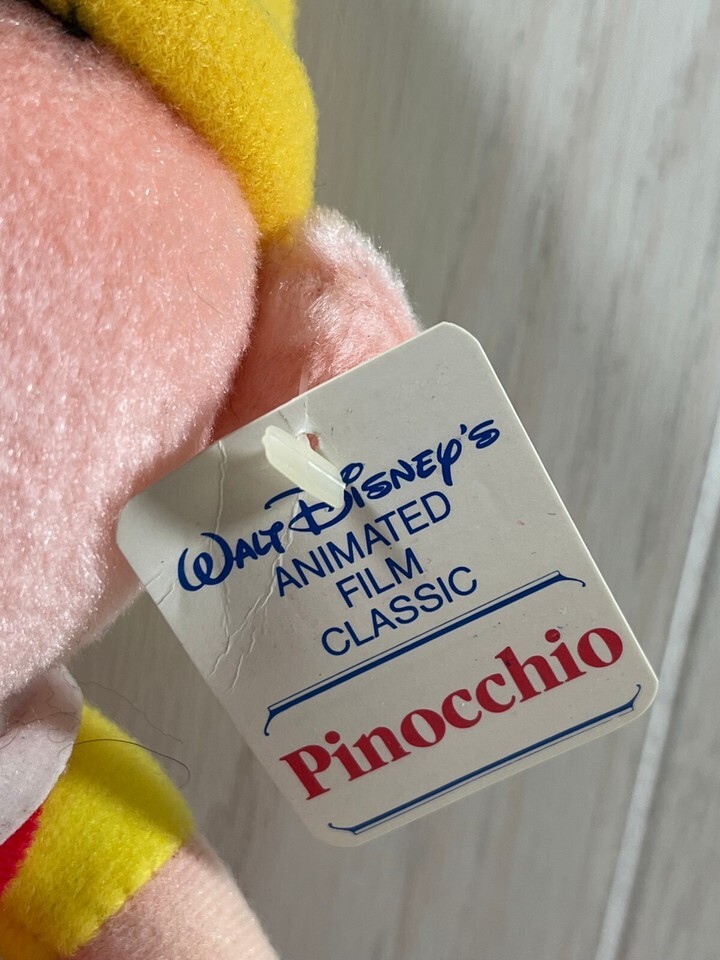 WALT DISNEY'S
ANIMATED
FILM
CLASSIC
Pinocchio